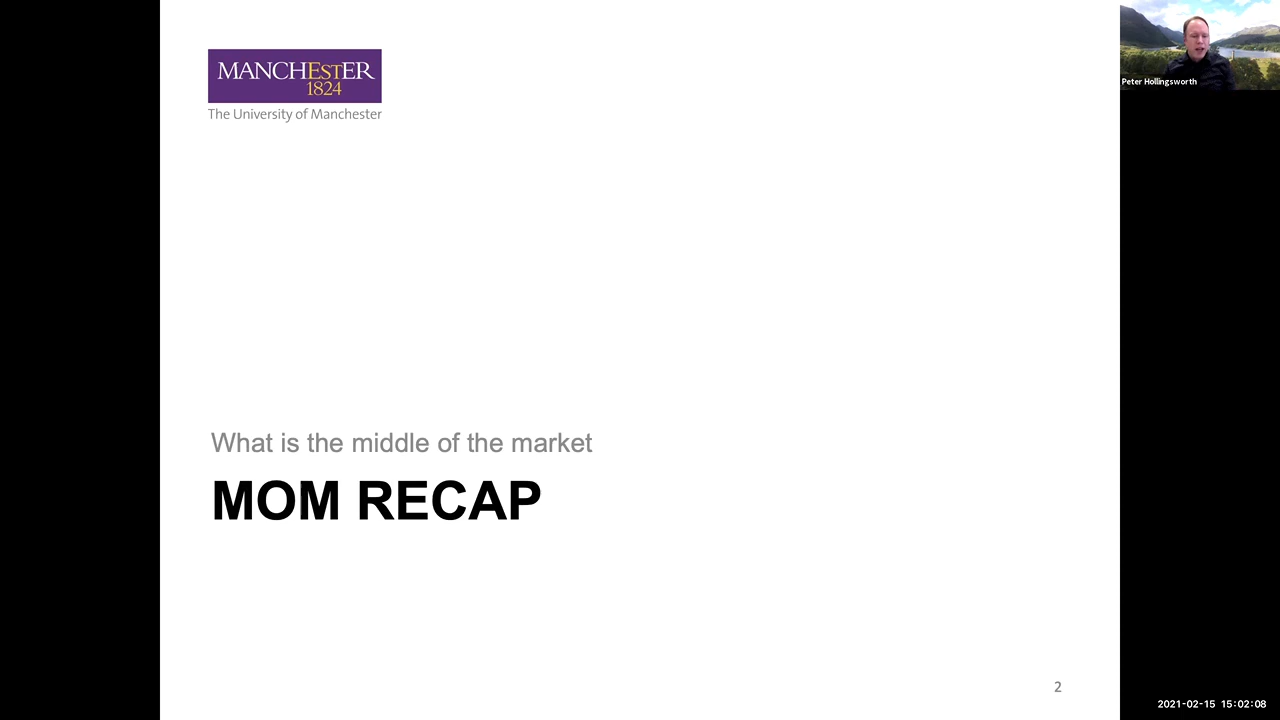 MANCHESTER
1824
The University of Manchester
Peter Hollingsworth
What is the middle of the market
MOM RECAP
2
2021-02-15 15:02:08